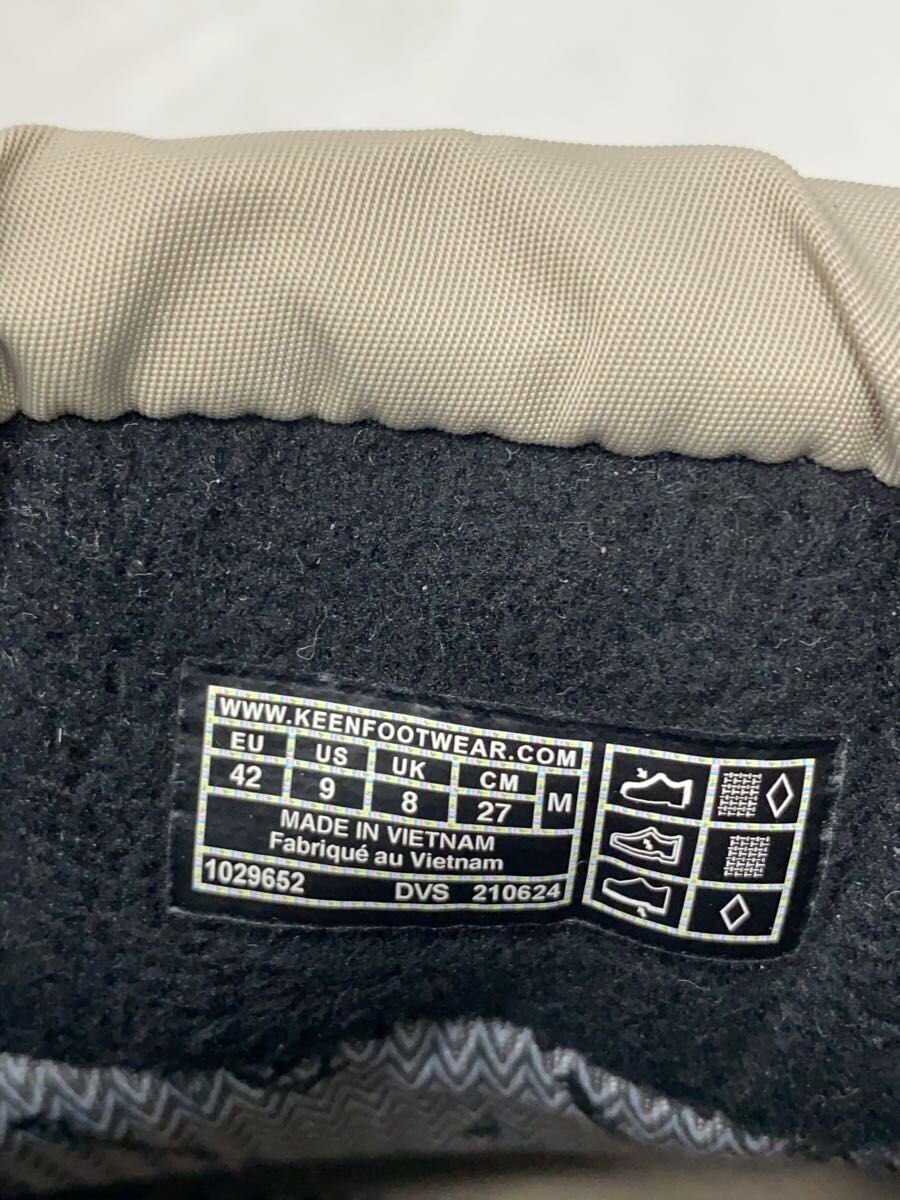 WWW.KEENFOOTWEAR.COM
EU US UK CM M
42 9 8 27
MADE IN VIETNAM
Fabriqué au Vietnam
1029652 DVS 210624